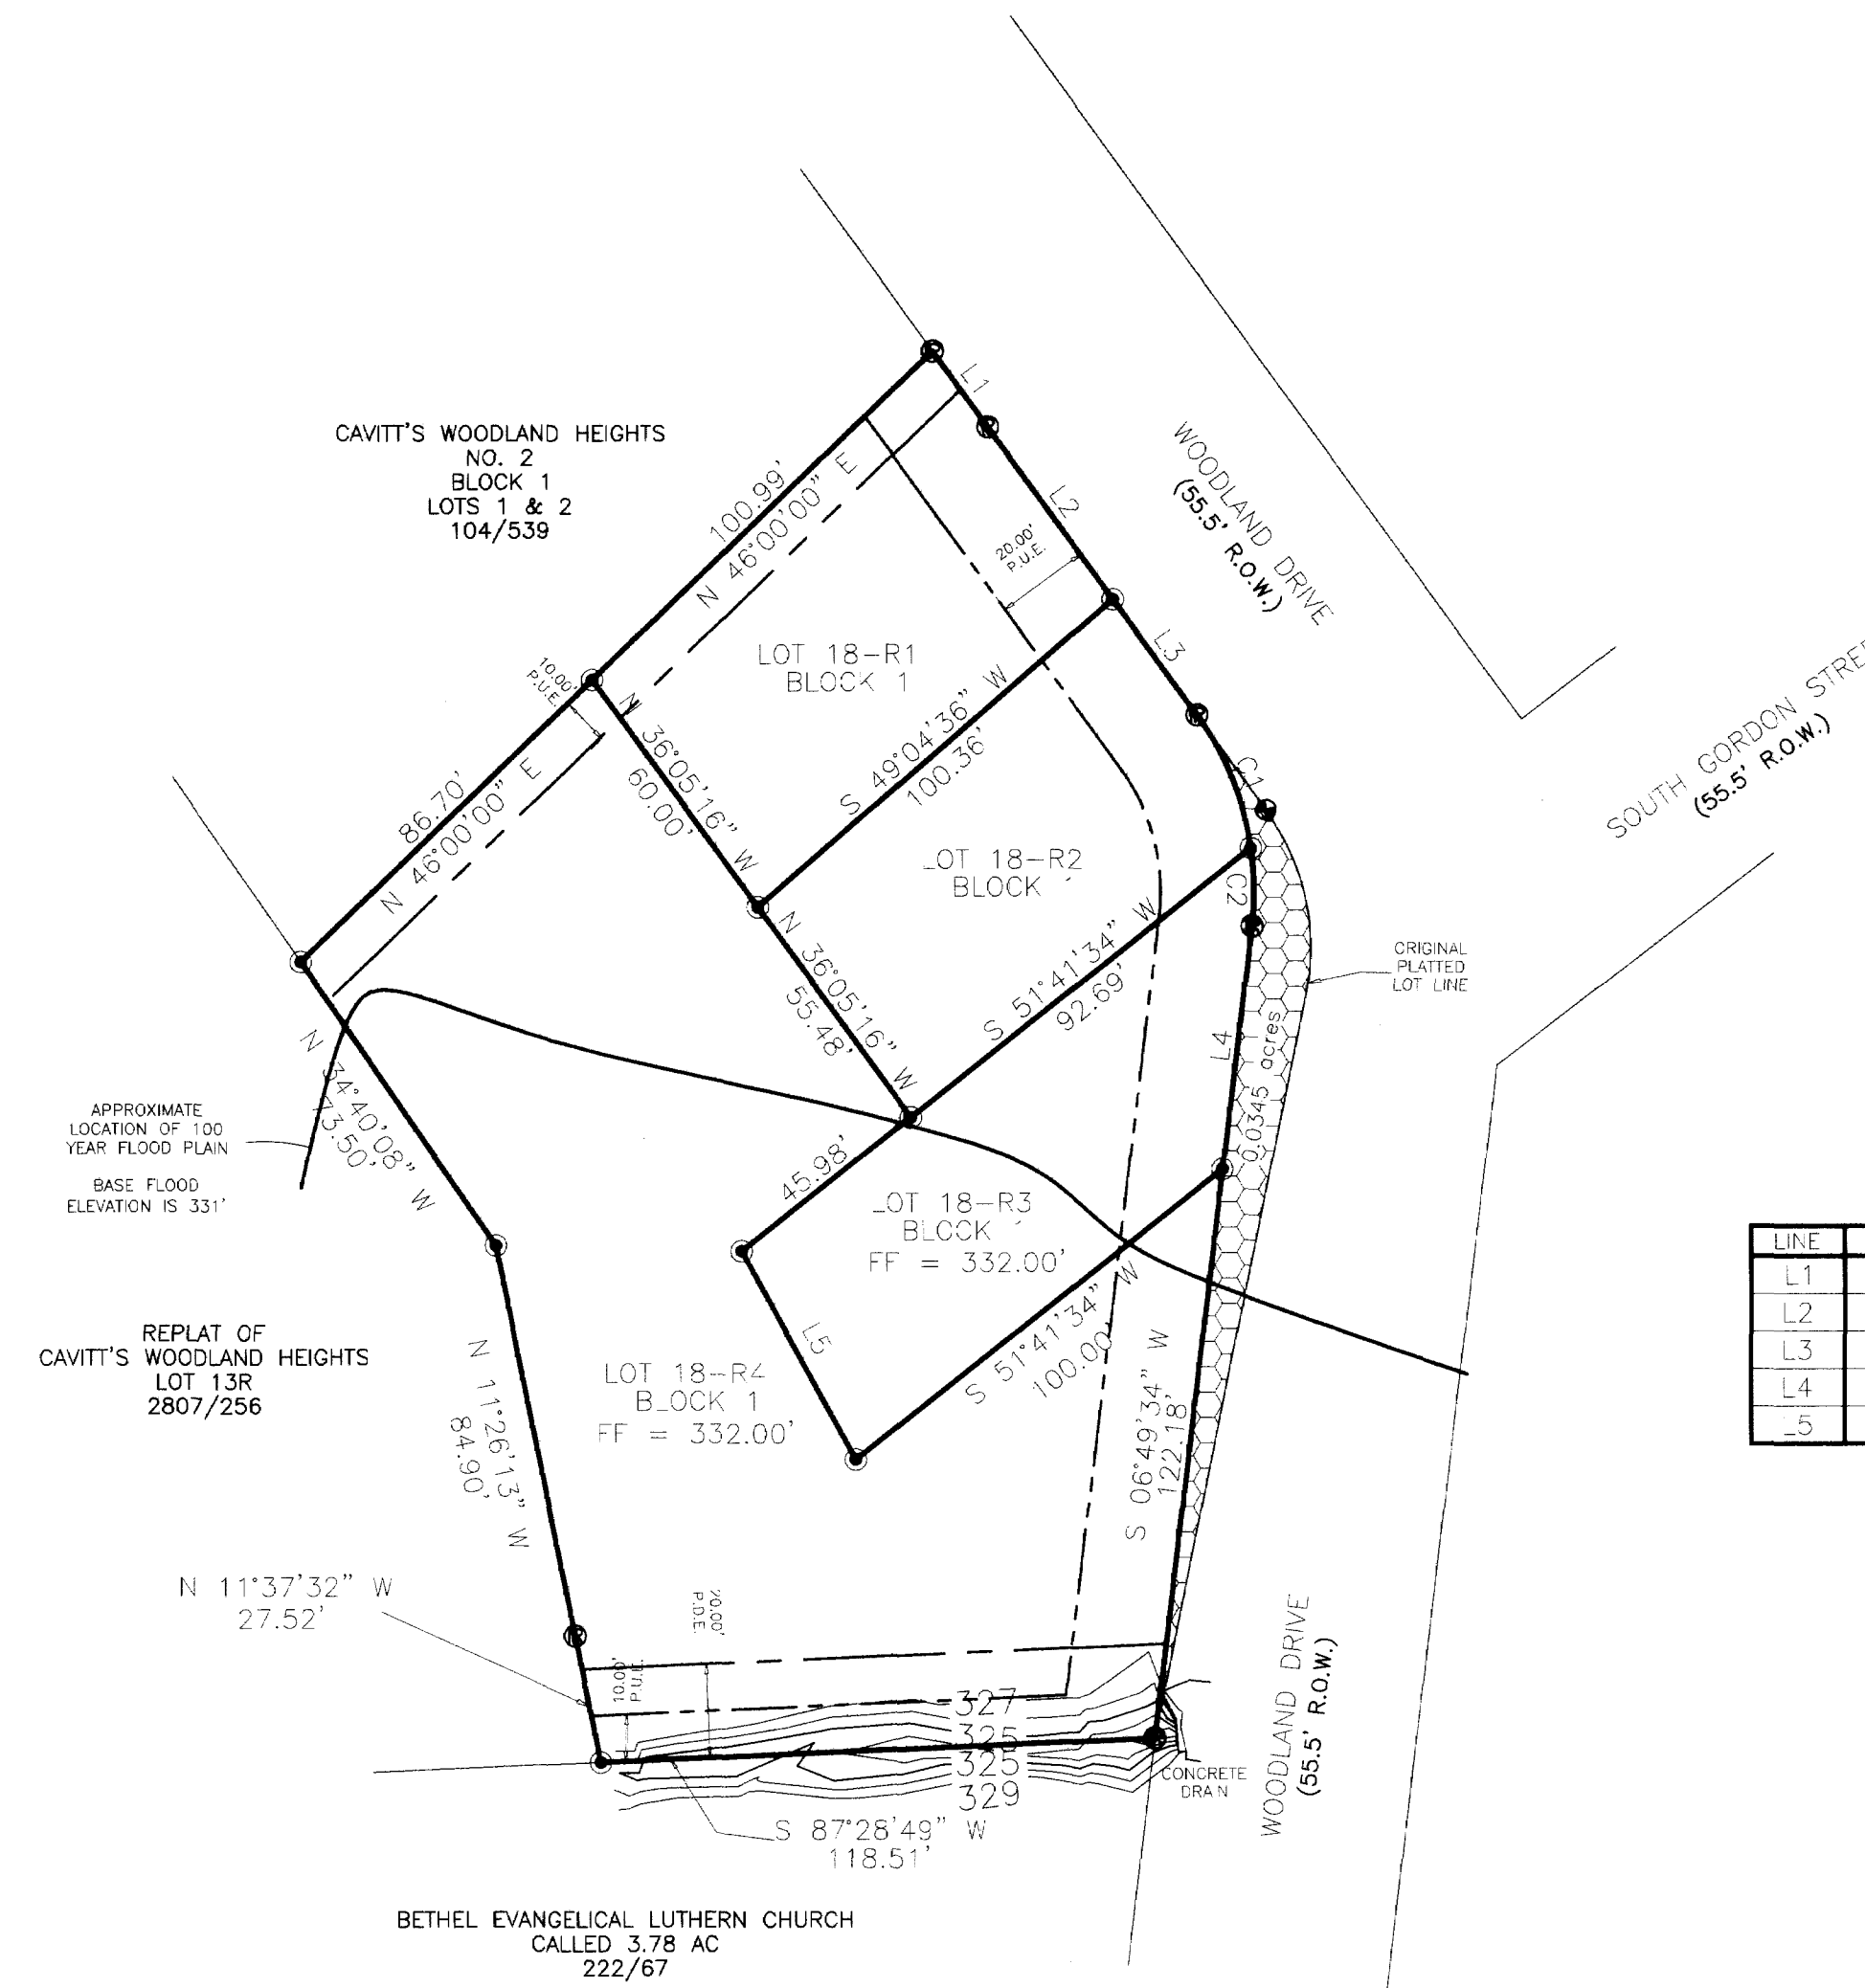 CAVITT'S WOODLAND HEIGHTS
NO. 2
BLOCK 1
LOTS 1 & 2
104/539
L1
100.99'
N 46°00'00" E
L2
20.00'
P.U.E.
WOODLAND DRIVE
(55.5' R.O.W.)
L3
LOT 18-R1
BLOCK 1
10.00'
P.U.E.
N 36°05'16" W
60.00'
S 49°04'36" W
100.36'
SOUTH GORDON STREE
(55.5' R.O.W.)
C1
86.70'
N 46°00'00" E
LOT 18-R2
BLOCK
C2
N 36°05'16" W
55.48'
S 51°41'34" W
92.69'
CRIGINAL
PLATTED
LOT LINE
L4
0.0345 acres
N 34°40'08" W
73.50'
APPROXIMATE
LOCATION OF 100
YEAR FLOOD PLAIN
BASE FLOOD
ELEVATION IS 331'
45.98'
LOT 18-R3
BLOCK
FF = 332.00'
LINE
L1
L2
L3
L4
L5
REPLAT OF
CAVITT'S WOODLAND HEIGHTS
LOT 13R
2807/256
L5
LOT 18-R4
BLOCK 1
FF = 332.00'
S 51°41'34" W
100.00'
N 11°26'13" W
84.90'
S 06°49'34" W
122.18'
N 11°37'32" W
27.52'
20.00'
P.D.E.
10.00'
P.U.E.
327
325
325
329
CONCRETE
DRAIN
WOODLAND DRIVE
(55.5' R.O.W.)
S 87°28'49" W
118.51'
BETHEL EVANGELICAL LUTHERN CHURCH
CALLED 3.78 AC
222/67